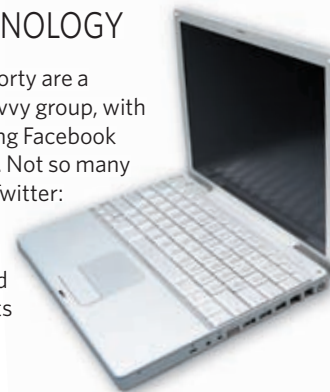 NOLOGY
orty are a
vvy group, with
ng Facebook
. Not so many
witter:
d
ts